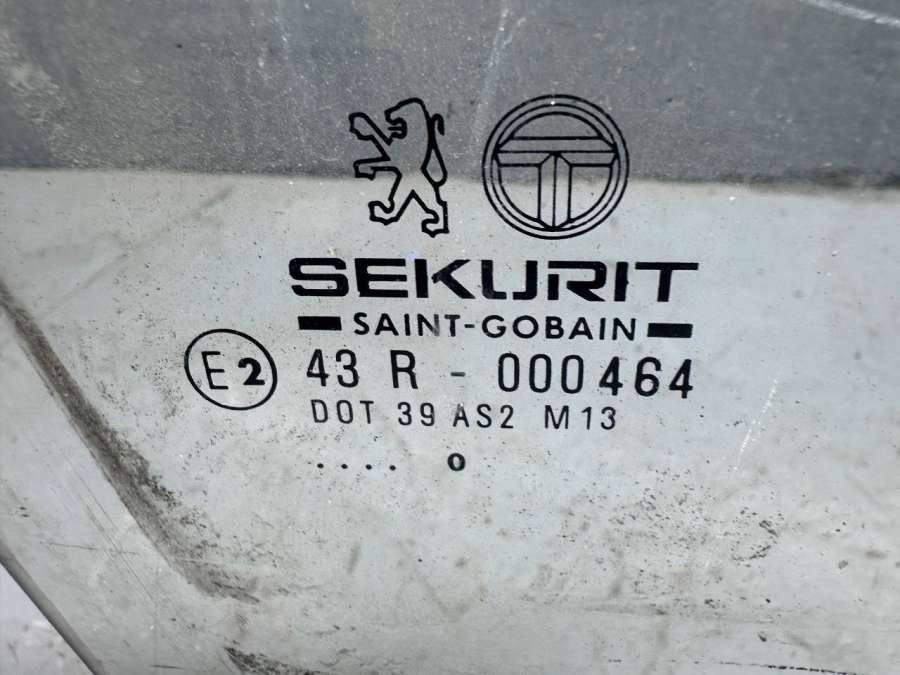 SEKURIT
SAINT-GOBAIN
E2 43 R - 000464
DOT 39 AS2 M13
.... o